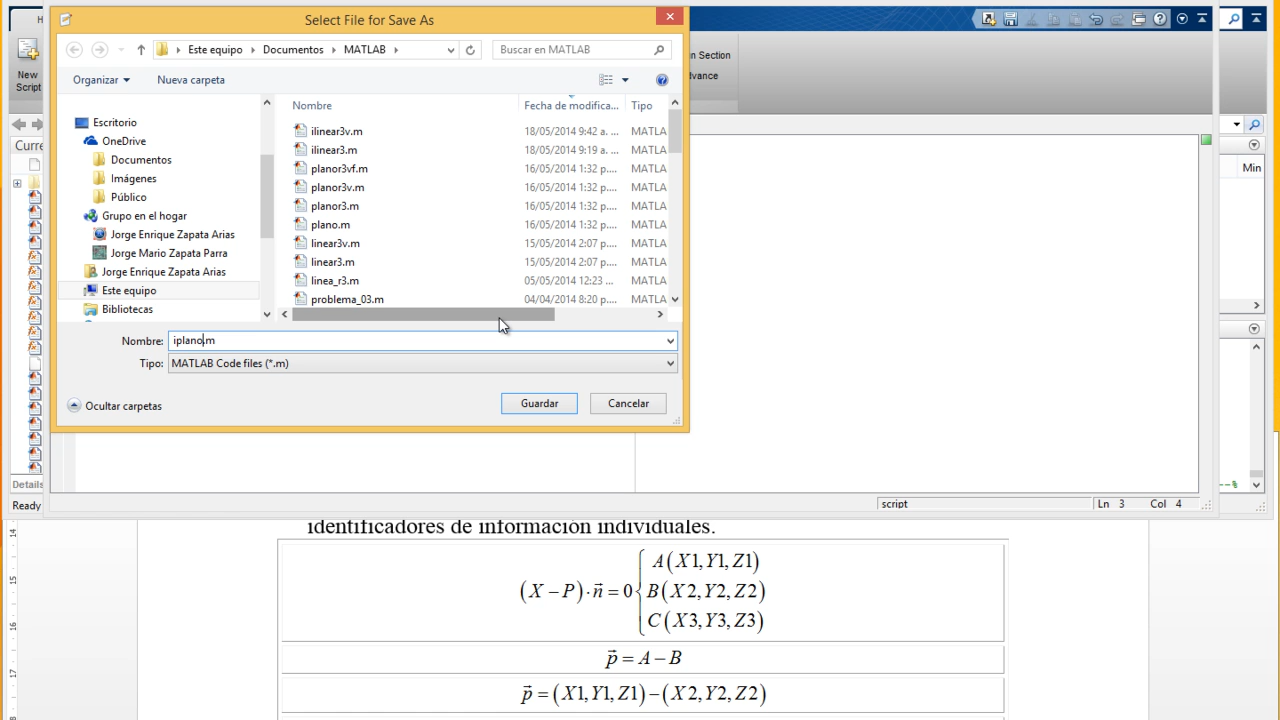 Select File for Save As
H
New
Script
n Section
vance
Este equipo
Documentos
MATLAB
Buscar en MATLAB
Organizar
Nueva carpeta
Curre
Min
Escritorio
OneDrive
Documentos
Imágenes
Público
Grupo en el hogar
Jorge Enrique Zapata Arias
Jorge Mario Zapata Parra
Jorge Enrique Zapata Arias
Este equipo
Bibliotecas
Nombre
Fecha de modifica...
Tipo
ilinear3v.m 18/05/2014 9:42 a. ... MATLA
ilinear3.m 18/05/2014 9:19 a. ... MATLA
planor3vf.m 16/05/2014 1:32 p.... MATLA
planor3v.m 16/05/2014 1:32 p.... MATLA
planor3.m 16/05/2014 1:32 p.... MATLA
plano.m 16/05/2014 1:32 p.... MATLA
linear3v.m 15/05/2014 2:07 p.... MATLA
linear3.m 15/05/2014 2:07 p.... MATLA
linea_r3.m 05/05/2014 12:23 ... MATLA
problema_03.m 04/04/2014 8:20 p.... MATLA
Nombre: iplano.m
Tipo: MATLAB Code files (*.m)
Ocultar carpetas
Guardar
Cancelar
Details
--%
Ready
script
Ln 3 Col 4
identificadores de información individuales.
A(X1,Y1,Z1)
(X−P)·n⃗=0{B(X2,Y2,Z2)
C(X3,Y3,Z3)
p⃗=A−B
p⃗=(X1,Y1,Z1)−(X2,Y2,Z2)
14
15
16
17